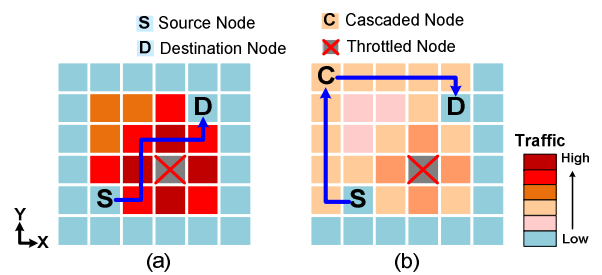 S Source Node
D Destination Node
C Cascaded Node
Throttled Node
D
S
Y
X
(a)
C
D
S
(b)
Traffic
High
Low